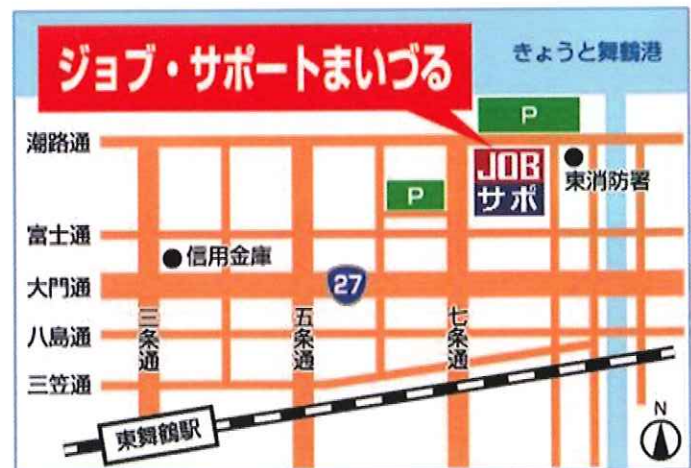 ジョブ・サポートまいづる
きょうと舞鶴港
P
潮路通
JOB
サポ
東消防署
P
富士通
信用金庫
27
大門通
三条通
五条通
七条通
八島通
三笠通
東舞鶴駅
N